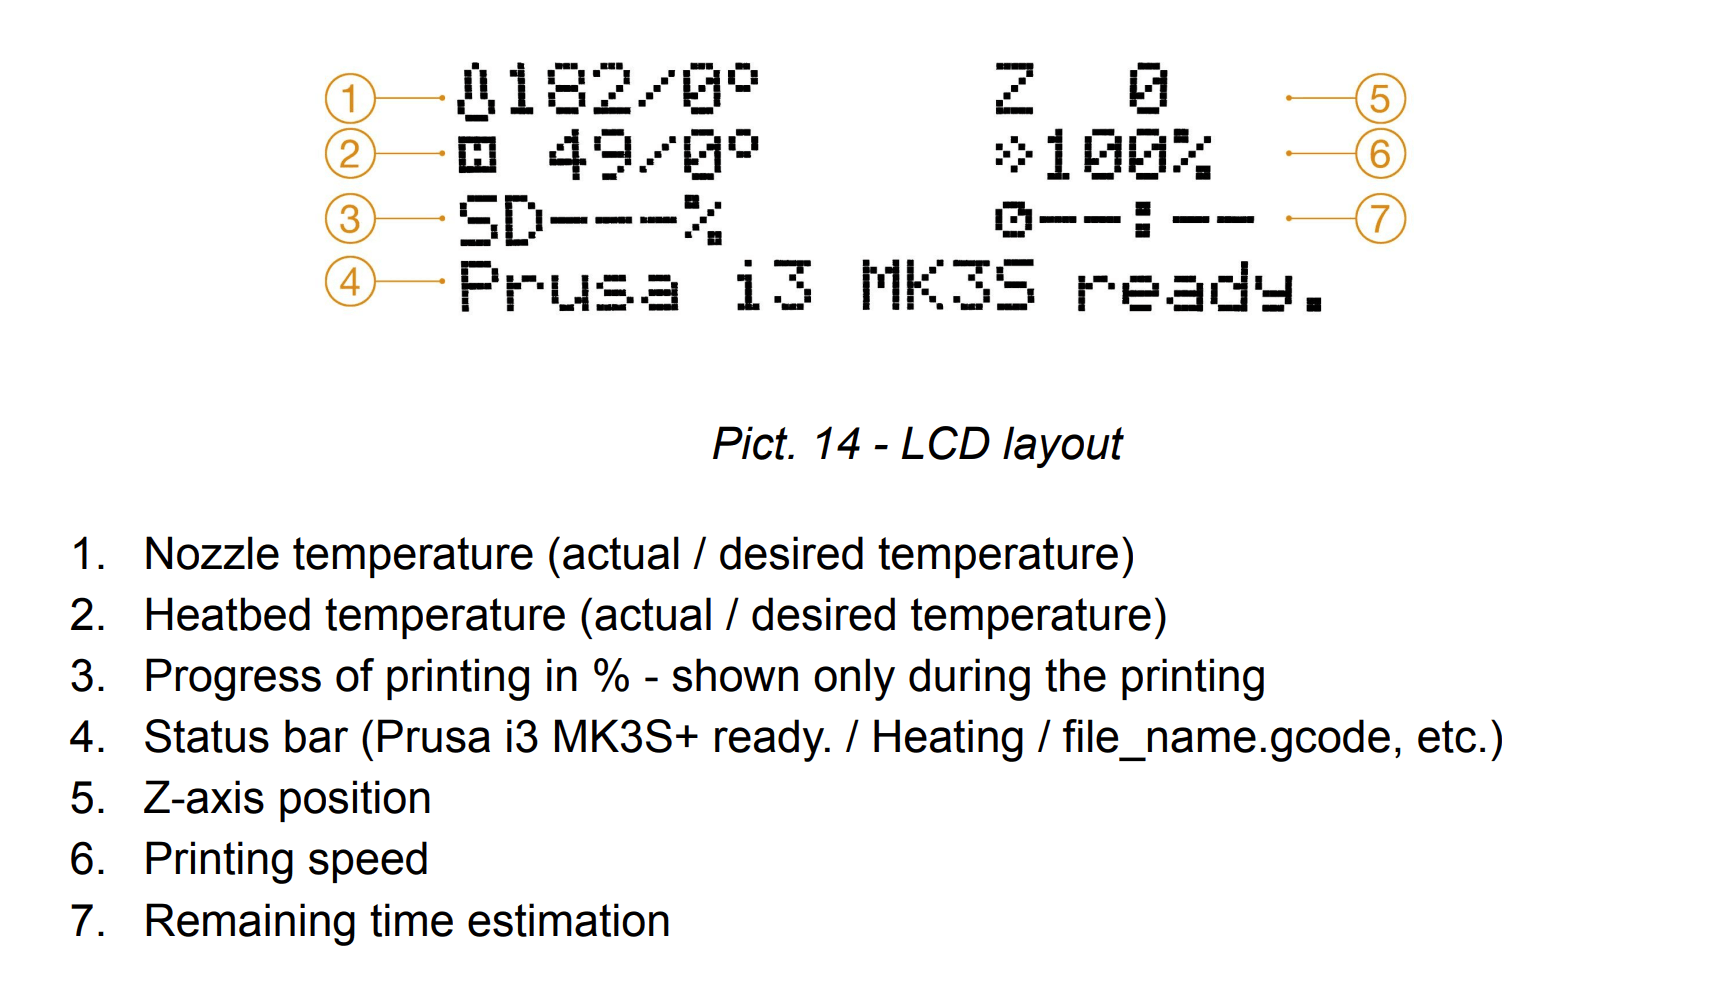 1 182/0° Z 0 5
2 49/0° 100% 6
3 SD---% --:-- 7
4 Prusa i3 MK3S ready.
Pict. 14 - LCD layout
1. Nozzle temperature (actual / desired temperature)
2. Heatbed temperature (actual / desired temperature)
3. Progress of printing in % - shown only during the printing
4. Status bar (Prusa i3 MK3S+ ready. / Heating / file_name.gcode, etc.)
5. Z-axis position
6. Printing speed
7. Remaining time estimation